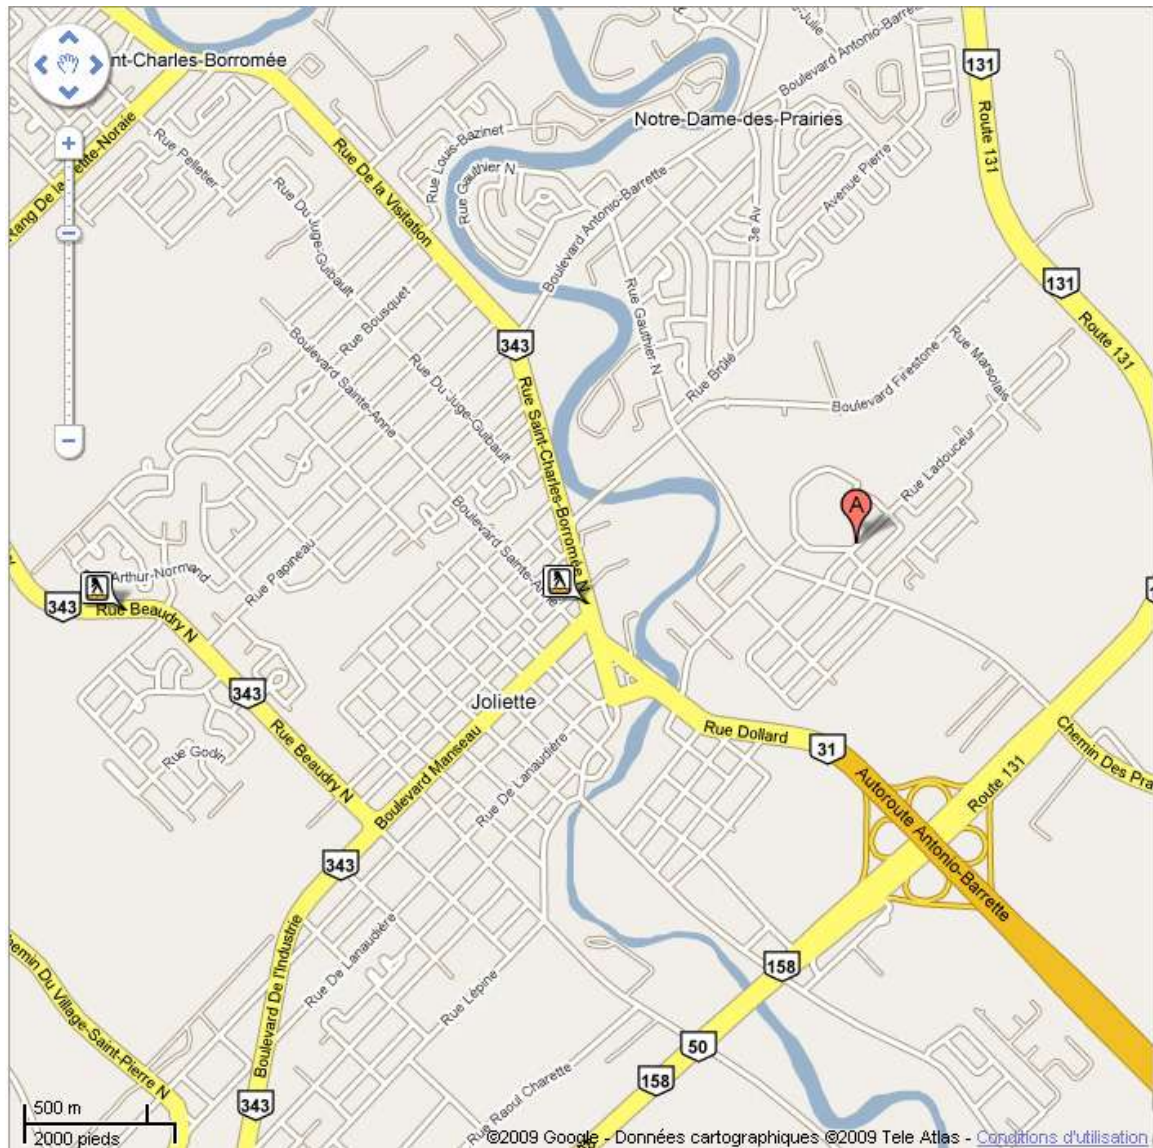 nt-Charles-Borromée
Boulevard Antonio-Barrette
131
Route 131
Notre-Dame-des-Prairies
Rue Louis-Bazinet
Rue Gauthier N
Rue Pelletier
Rue De la Visitation
Rue Du Juge-Guibault
Avenue Pierre
3e Av
Boulevard Antonio-Barrette
131
Route 131
Rue Bousquet
Rue Gauthier N
Boulevard Sainte-Anne
343
Rue Du Juge-Guibault
Rue Brûlé
Boulevard Firestone
Rue Marsolais
Rue Saint-Charles-Borromée N
Rue Ladouceur
A
Boulevard Sainte-Anne
Rue Papineau
Arthur-Normand
343
Rue Beaudry N
343
Joliette
Rue Dollard
31
Rue Godin
Rue Beaudry N
Boulevard Manseau
Rue De Lanaudière
Route 131
Chemin Des Pra
Autoroute Antonio-Barrette
343
Rue De Lanaudière
Rue Lépine
158
Boulevard De l'Industrie
hemin Du Village-Saint-Pierre N
50
158
Rue Raoul Charette
343
500 m
2000 pieds
©2009 Google - Données cartographiques ©2009 Tele Atlas - Conditions d'utilisation